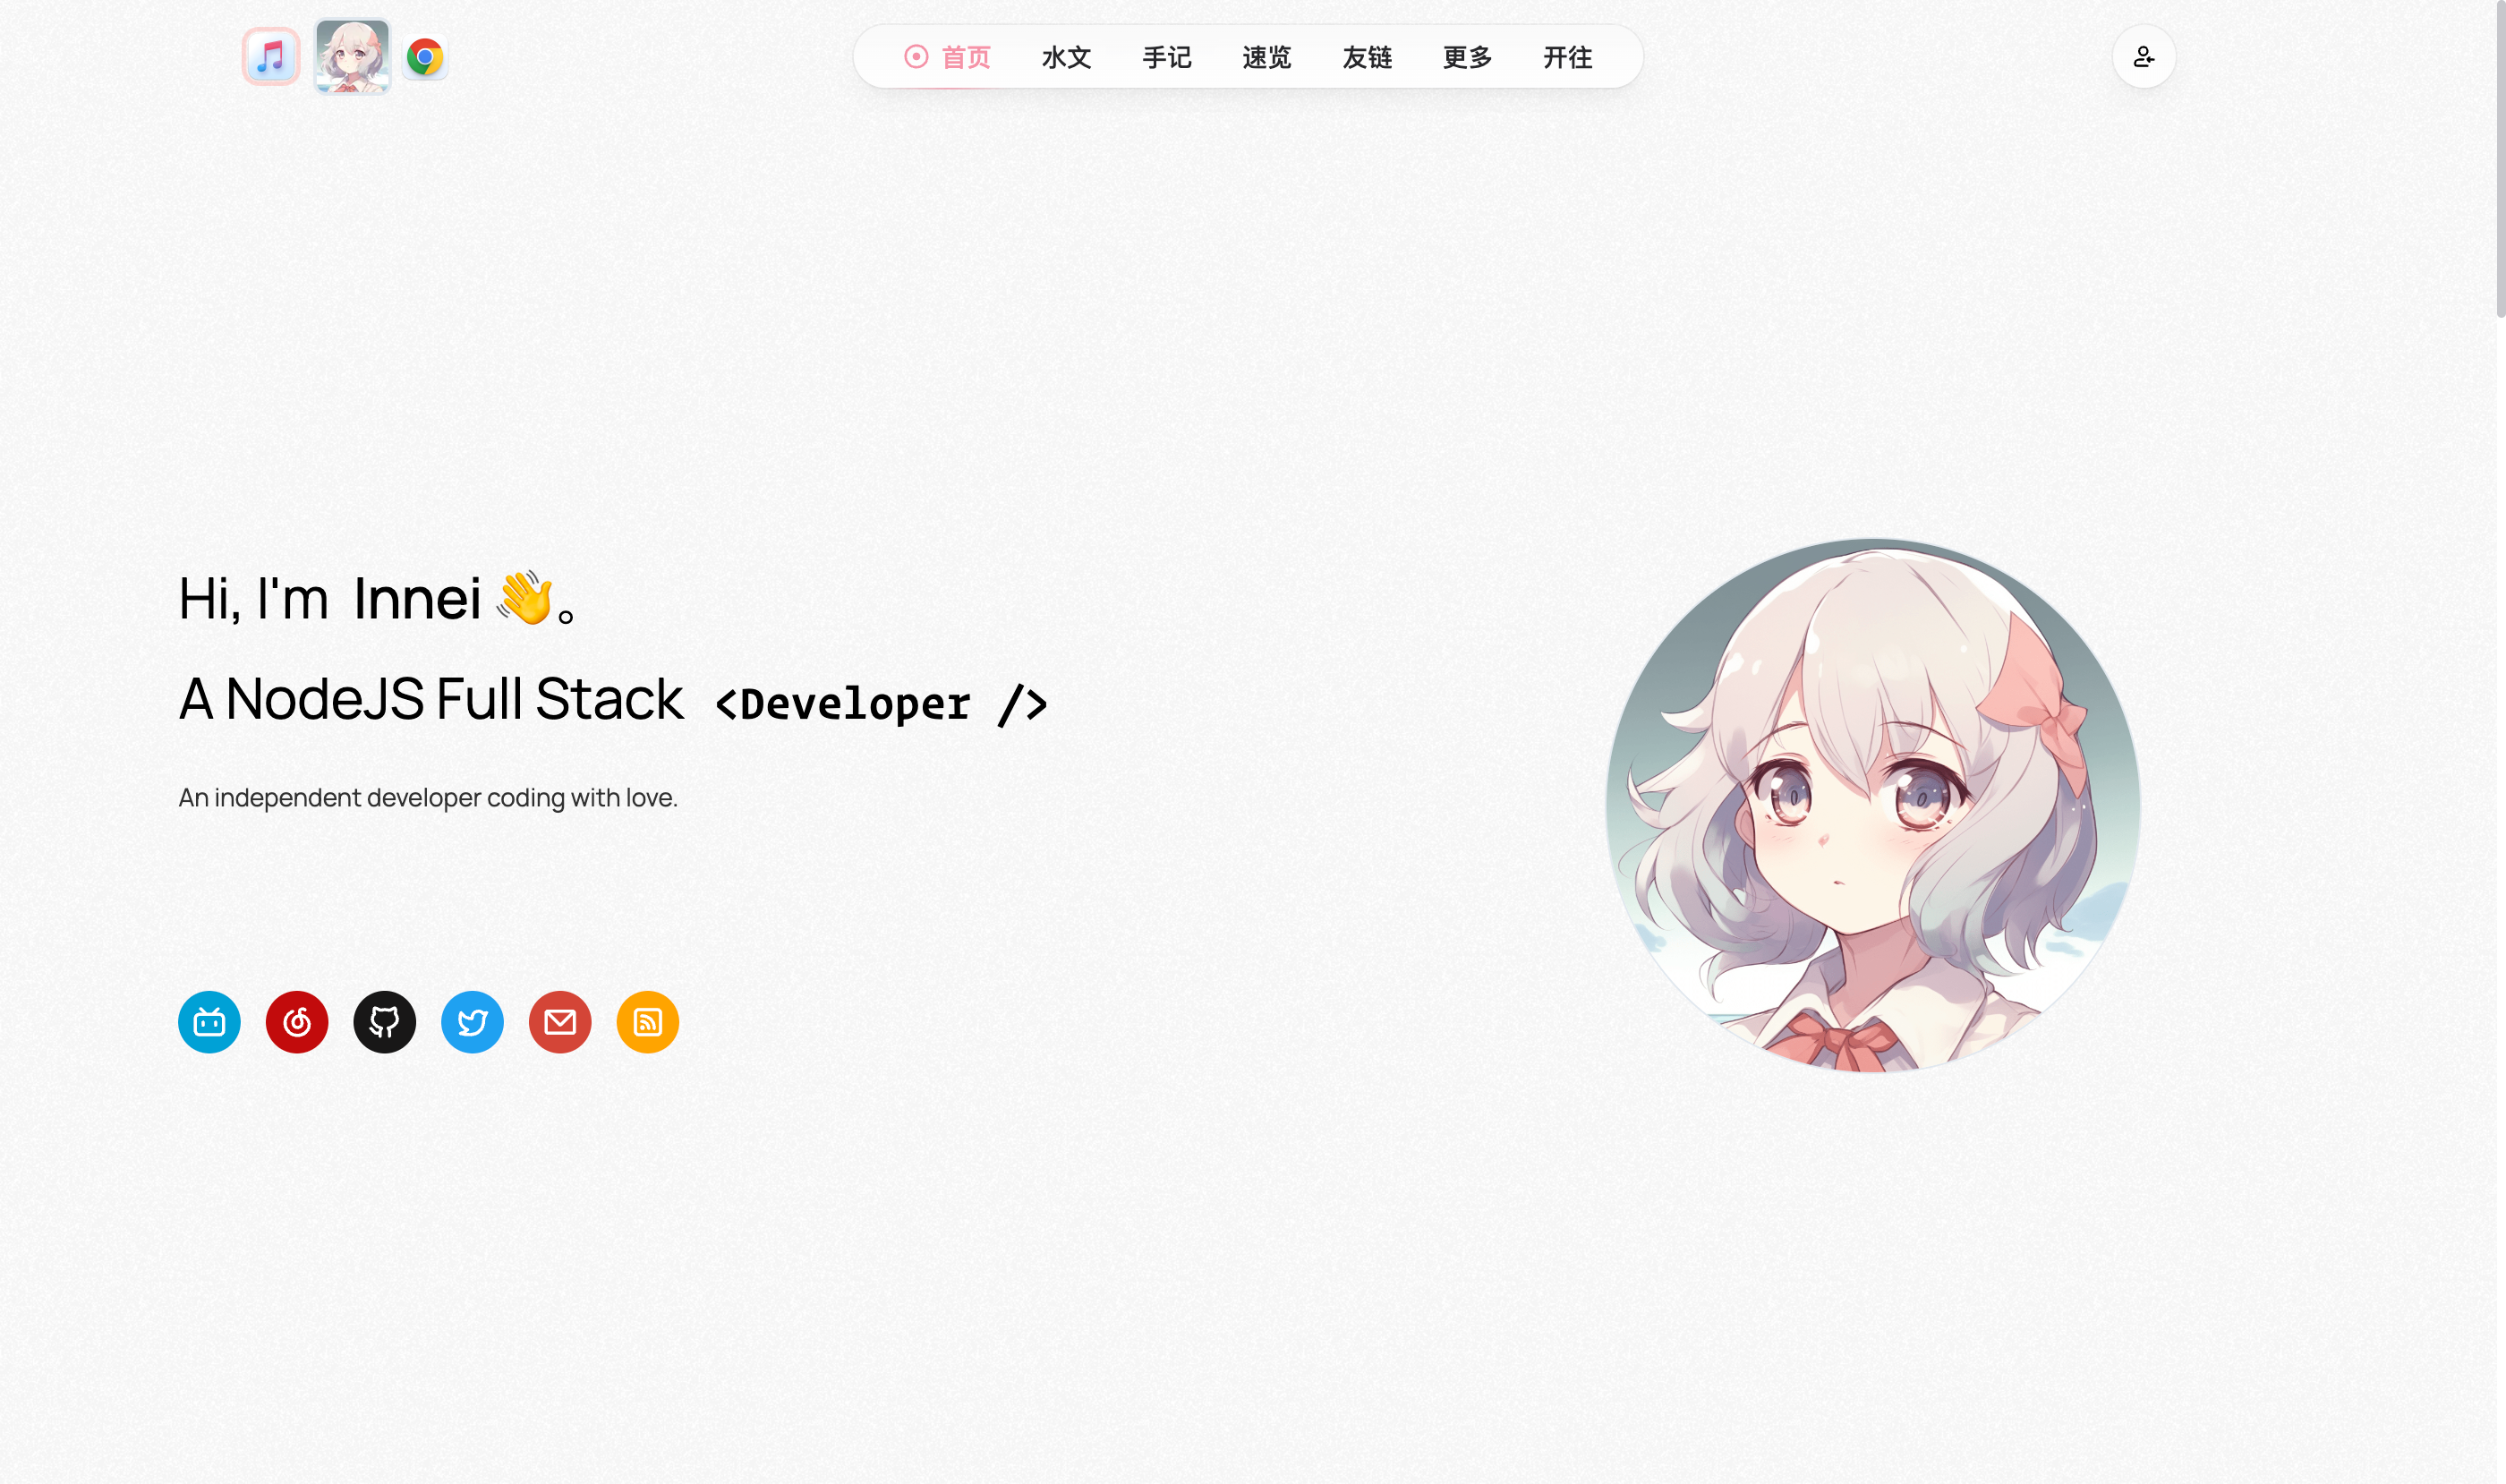 首页 水文 手记 速览 友链 更多 开往
Hi, I'm Innei 👋。
A NodeJS Full Stack <Developer />
An independent developer coding with love.